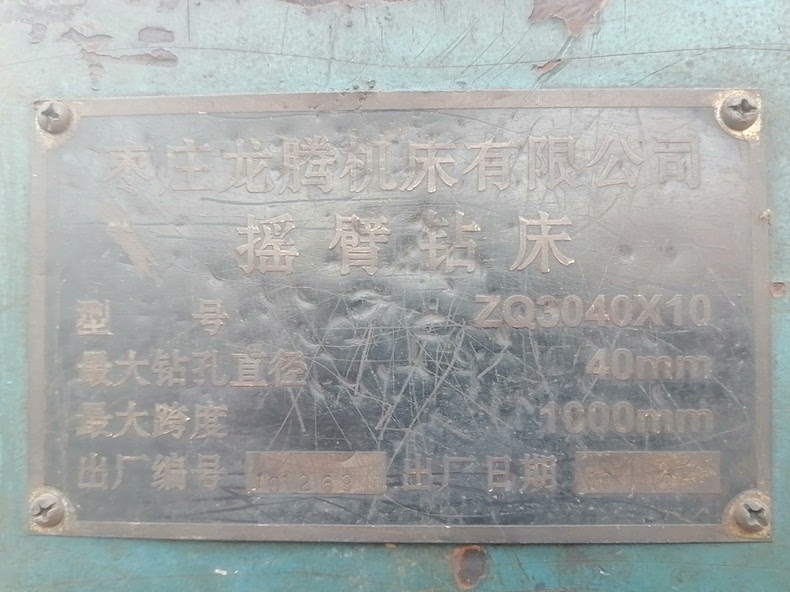 枣庄龙腾机床有限公司
摇臂钻床
型号 ZQ3040X10
最大钻孔直径 40mm
最大跨度 1000mm
出厂编号 出厂日期